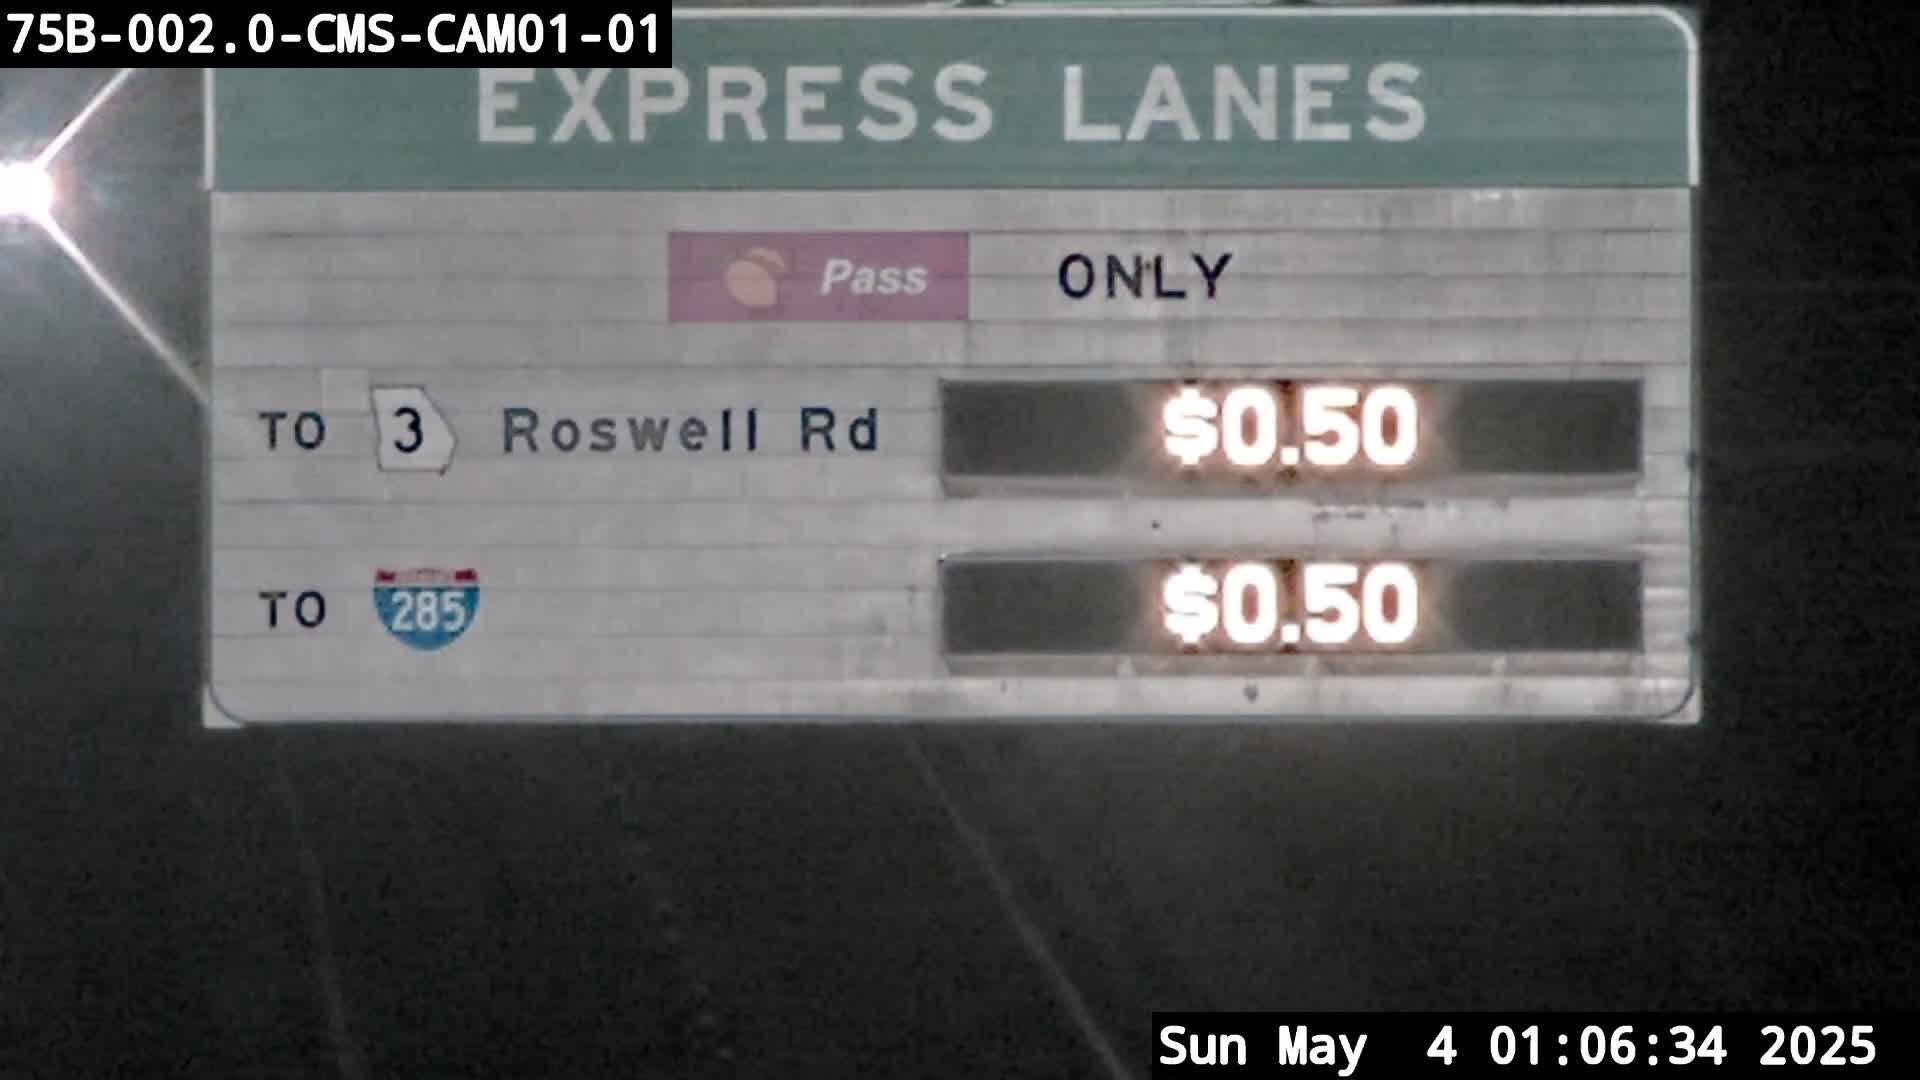 75B-002.0-CMS-CAM01-01
EXPRESS LANES
Pass ONLY
TO 3 Roswell Rd $0.50
TO 285 $0.50
Sun May 4 01:06:34 2025